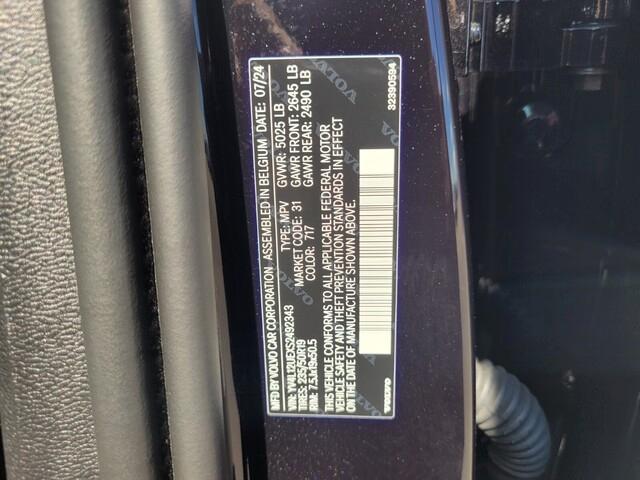 MFD BY VOLVO CAR CORPORATION ASSEMBLED IN BELGIUM DATE: 07/24
VIN: YV4L12UEXS2492343 TYPE: MPV GVWR: 5025 LB
TIRES: 235/50R19 MARKET CODE: 31 GAWR FRONT: 2645 LB
RIM: 7.5Jx19x50.5 COLOR: 717 GAWR REAR: 2490 LB
THIS VEHICLE CONFORMS TO ALL APPLICABLE FEDERAL MOTOR
VEHICLE SAFETY AND THEFT PREVENTION STANDARDS IN EFFECT
ON THE DATE OF MANUFACTURE SHOWN ABOVE.
VOLVO 32390594